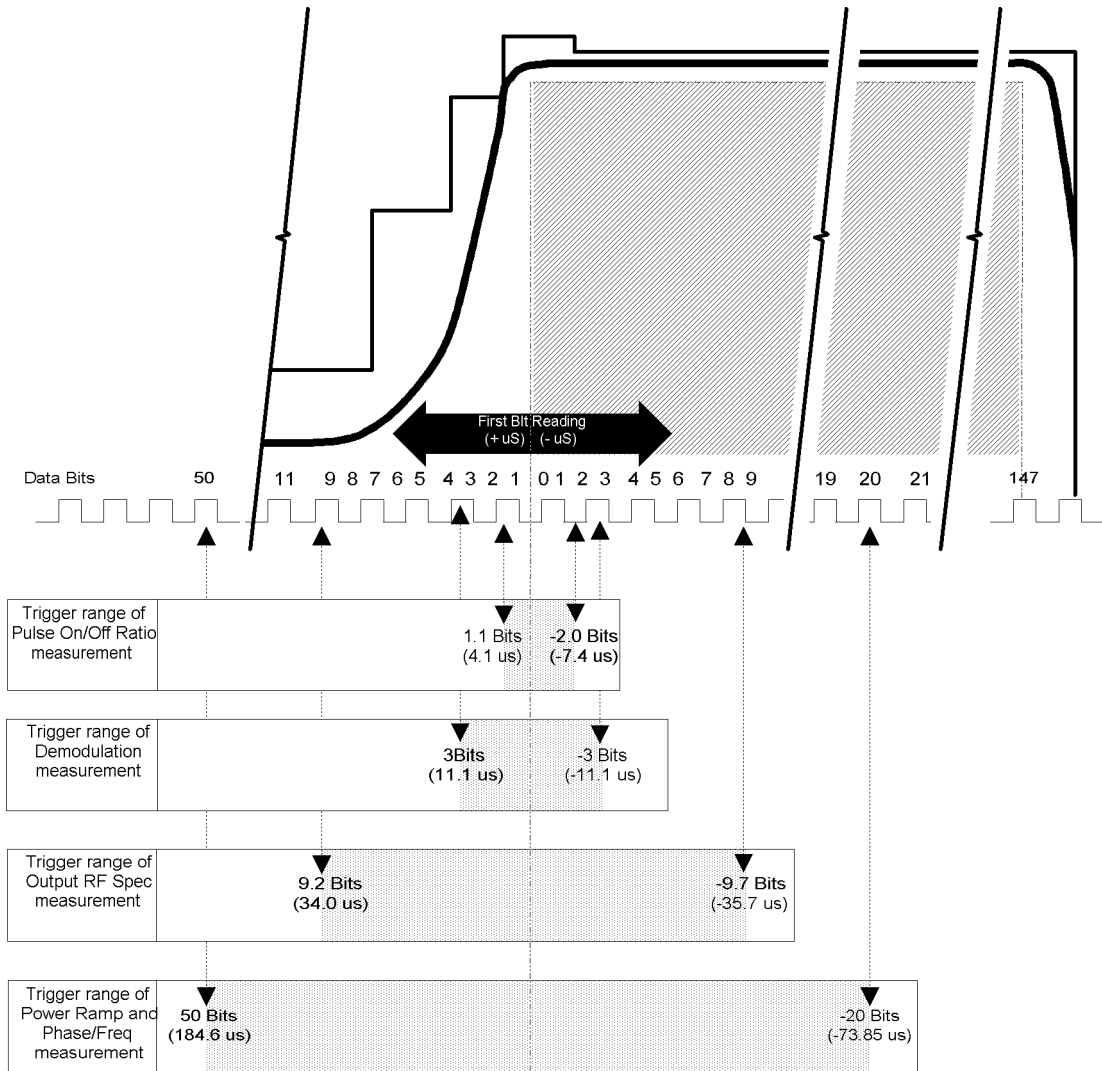 First BIt Reading
(+ uS) (- uS)
Data Bits 50 11 9 8 7 6 5 4 3 2 1 0 1 2 3 4 5 6 7 8 9 19 20 21 147
Trigger range of
Pulse On/Off Ratio
measurement
1.1 Bits
(4.1 us)
-2.0 Bits
(-7.4 us)
Trigger range of
Demodulation
measurement
3Bits
(11.1 us)
-3 Bits
(-11.1 us)
Trigger range of
Output RF Spec
measurement
9.2 Bits
(34.0 us)
-9.7 Bits
(-35.7 us)
Trigger range of
Power Ramp and
Phase/Freq
measurement
50 Bits
(184.6 us)
-20 Bits
(-73.85 us)